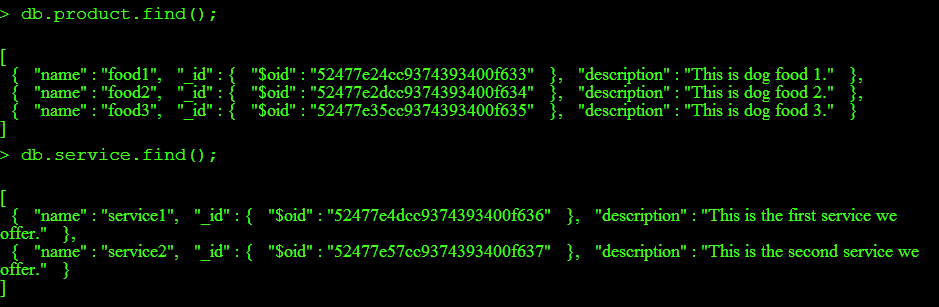 > db.product.find();
[
{ "name" : "food1", "_id" : { "$oid" : "52477e24cc9374393400f633" }, "description" : "This is dog food 1." },
{ "name" : "food2", "_id" : { "$oid" : "52477e2dcc9374393400f634" }, "description" : "This is dog food 2." },
{ "name" : "food3", "_id" : { "$oid" : "52477e35cc9374393400f635" }, "description" : "This is dog food 3." }
]
> db.service.find();
[
{ "name" : "service1", "_id" : { "$oid" : "52477e4dcc9374393400f636" }, "description" : "This is the first service we
offer." },
{ "name" : "service2", "_id" : { "$oid" : "52477e57cc9374393400f637" }, "description" : "This is the second service we
offer." }
]